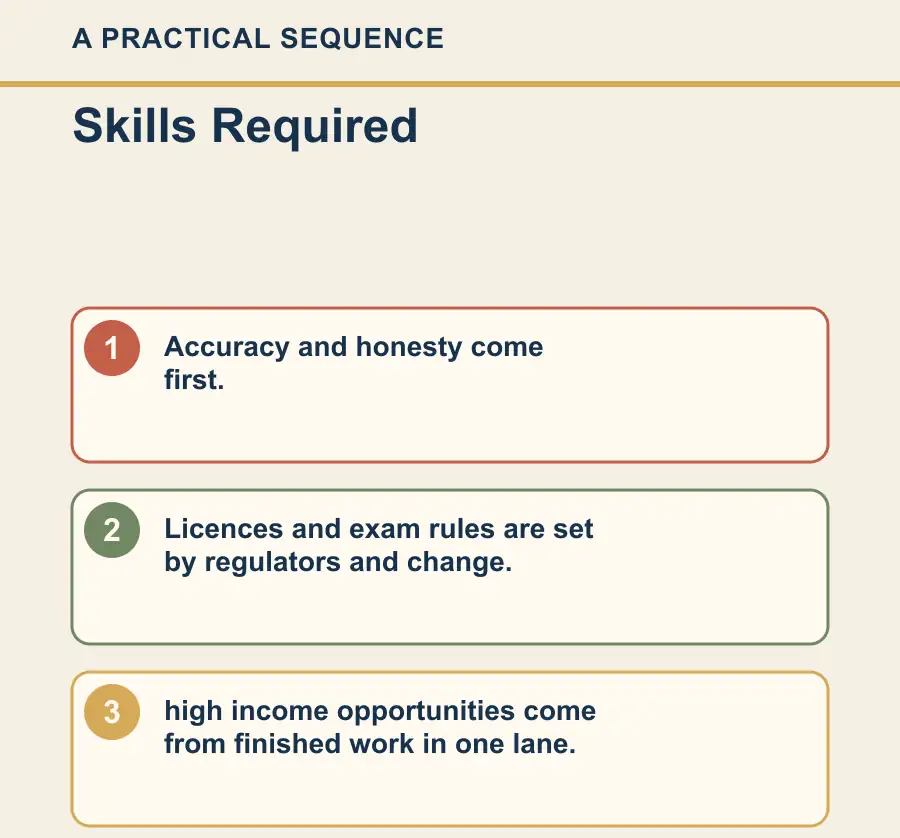 A PRACTICAL SEQUENCE
Skills Required
1
Accuracy and honesty come
first.
2
Licences and exam rules are set
by regulators and change.
3
high income opportunities come
from finished work in one lane.